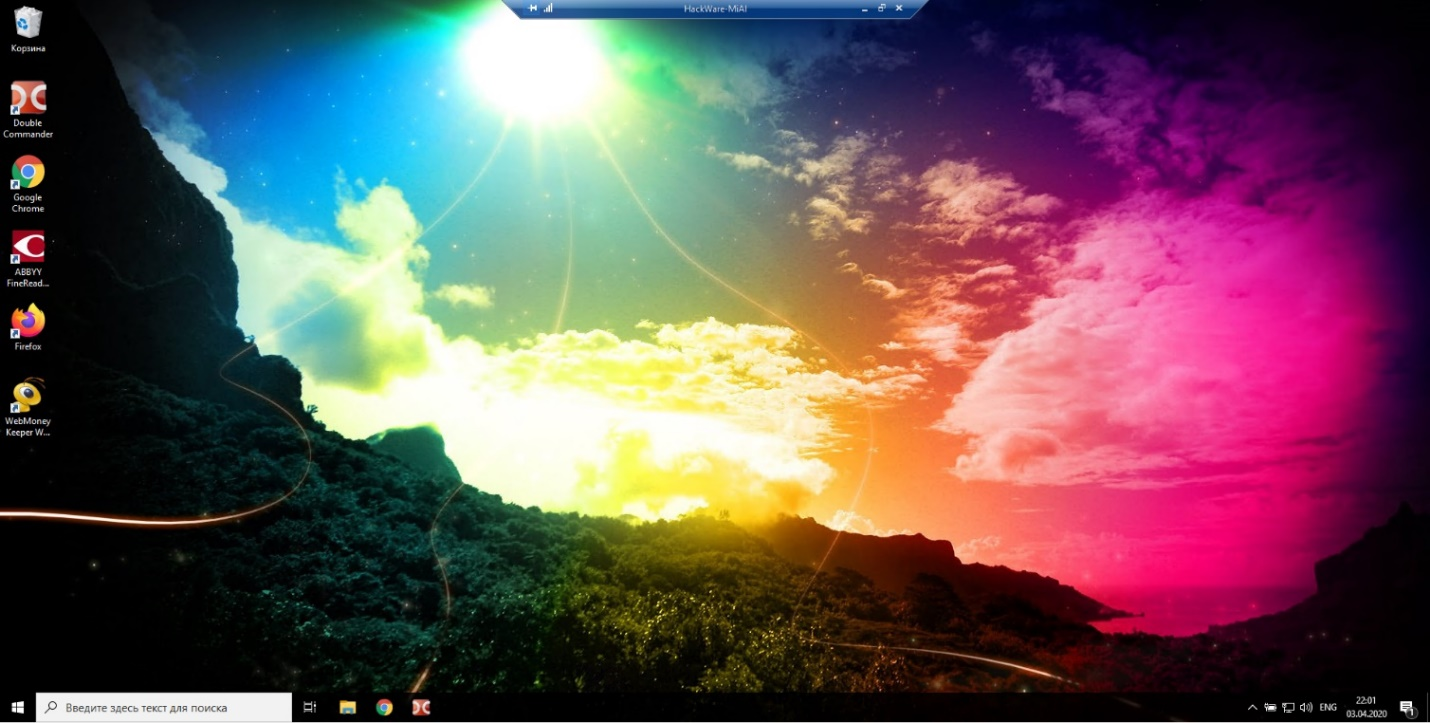 HackWare-MiAl
Корзина
Double
Commander
Google
Chrome
ABBYY
FineRead...
Firefox
WebMoney
Keeper W...
Введите здесь текст для поиска
ENG
22:01
03.04.2020
1